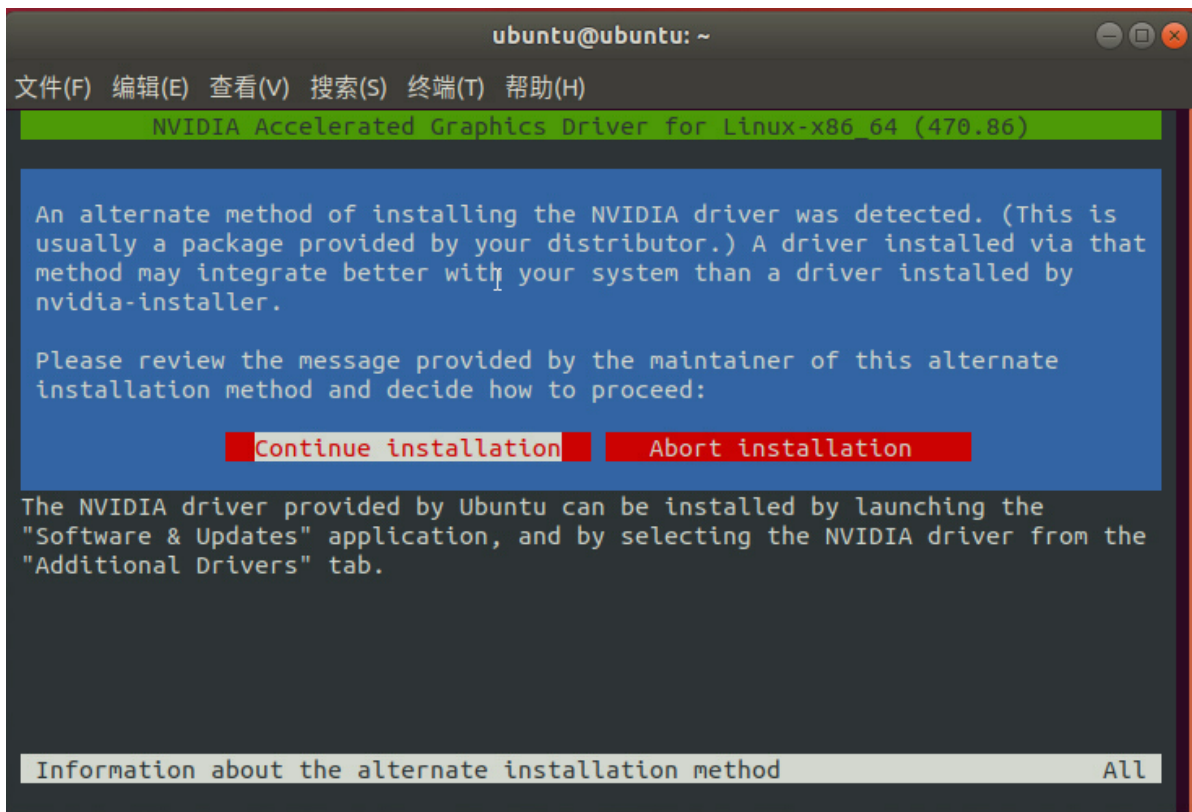 ubuntu@ubuntu: ~
文件(F) 编辑(E) 查看(V) 搜索(S) 终端(T) 帮助(H)
NVIDIA Accelerated Graphics Driver for Linux-x86_64 (470.86)
An alternate method of installing the NVIDIA driver was detected. (This is
usually a package provided by your distributor.) A driver installed via that
method may integrate better with your system than a driver installed by
nvidia-installer.
Please review the message provided by the maintainer of this alternate
installation method and decide how to proceed:
Continue installation Abort installation
The NVIDIA driver provided by Ubuntu can be installed by launching the
"Software & Updates" application, and by selecting the NVIDIA driver from the
"Additional Drivers" tab.
Information about the alternate installation method All